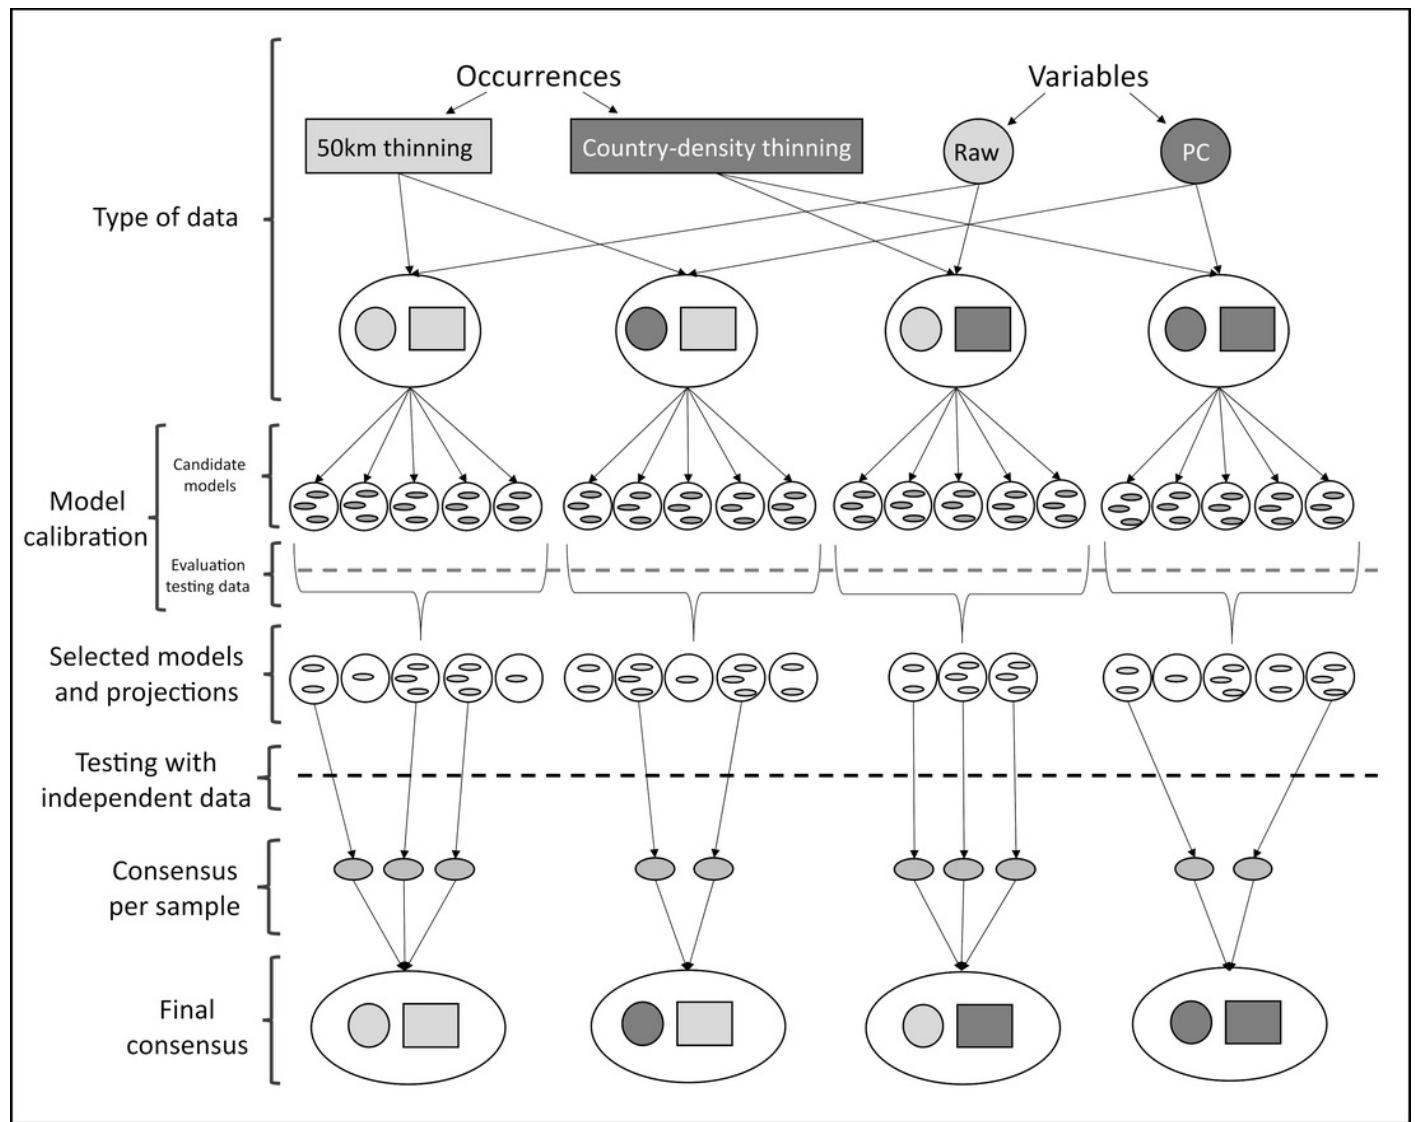 Occurrences
Variables
50km thinning
Country-density thinning
Raw
PC
Type of data
Candidate
models
Model
calibration
Evaluation
testing data
Selected models
and projections
Testing with
independent data
Consensus
per sample
Final
consensus